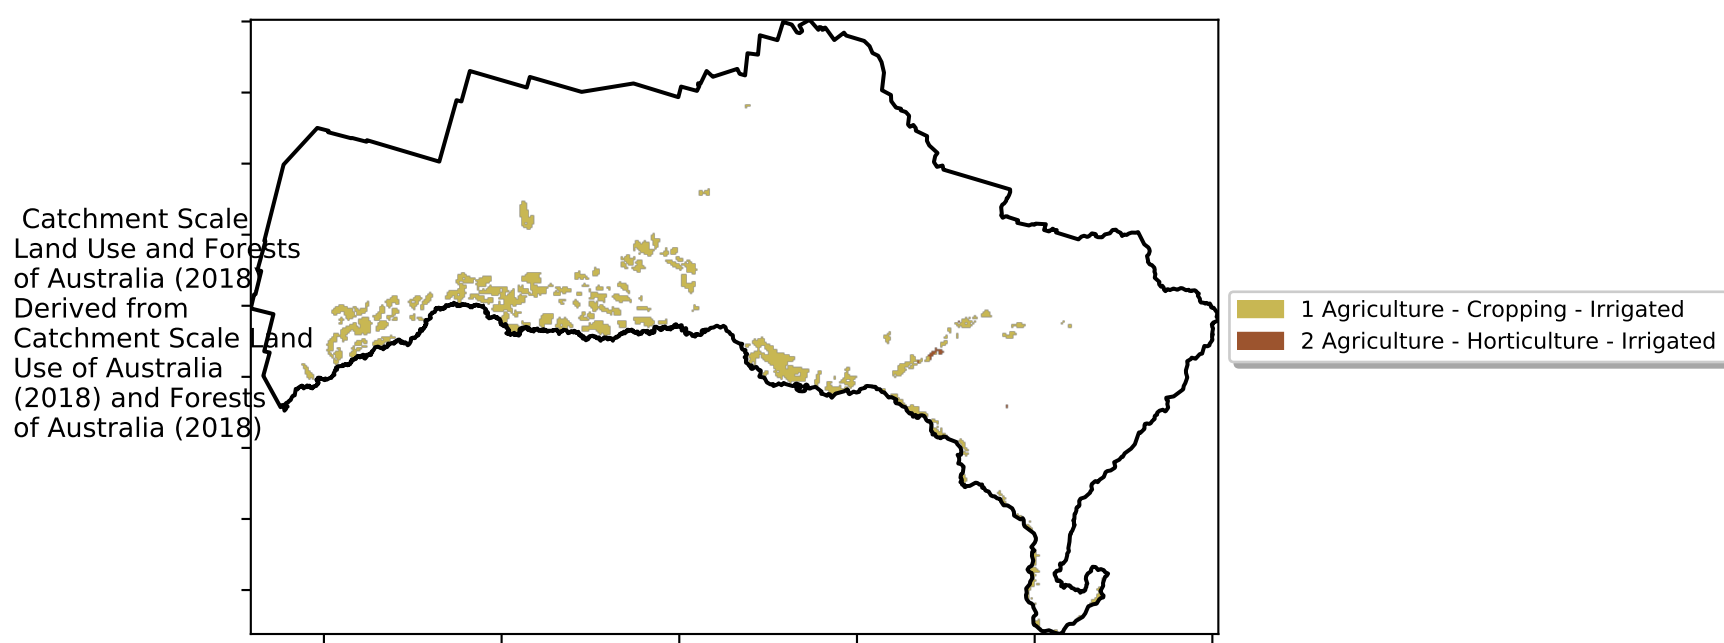 Catchment Scale
Land Use and Forests
of Australia (2018)
Derived from
Catchment Scale Land
Use of Australia
(2018) and Forests
of Australia (2018)
1 Agriculture - Cropping - Irrigated
2 Agriculture - Horticulture - Irrigated